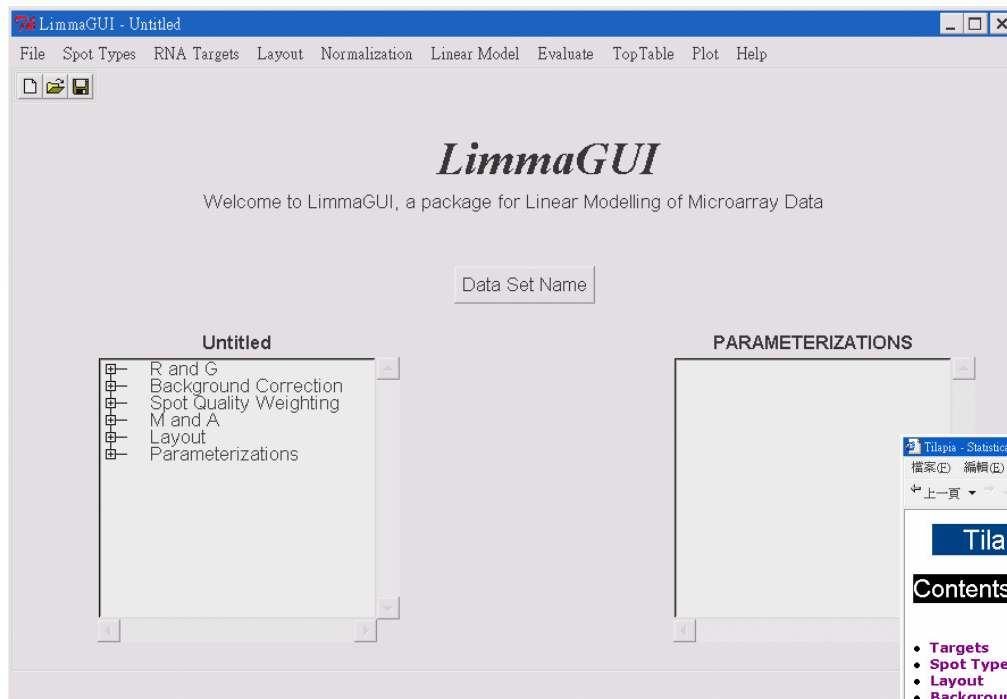 LimmaGUI - Untitled
File Spot Types RNA Targets Layout Normalization Linear Model Evaluate TopTable Plot Help
LimmaGUI
Welcome to LimmaGUI, a package for Linear Modelling of Microarray Data
Data Set Name
Untitled
R and G
Background Correction
Spot Quality Weighting
M and A
Layout
Parameterizations
PARAMETERIZATIONS
Tilapia - Statistica
檔案(F) 編輯(E)
上一頁
Tila
Contents
Targets
Spot Type
Layout
Backgroun